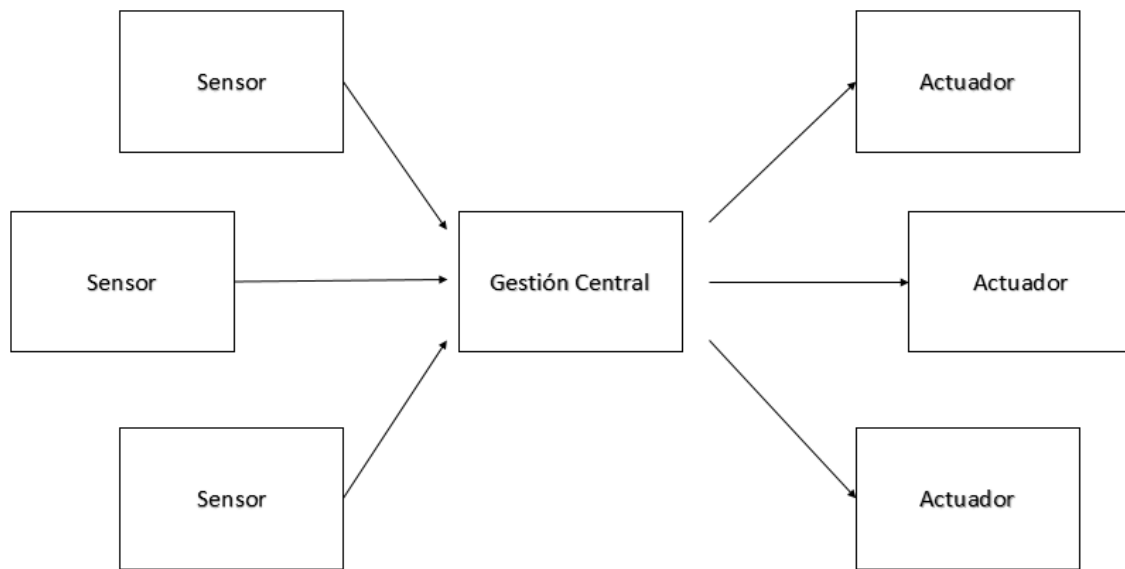 Sensor
Actuador
Sensor
Gestión Central
Actuador
Sensor
Actuador